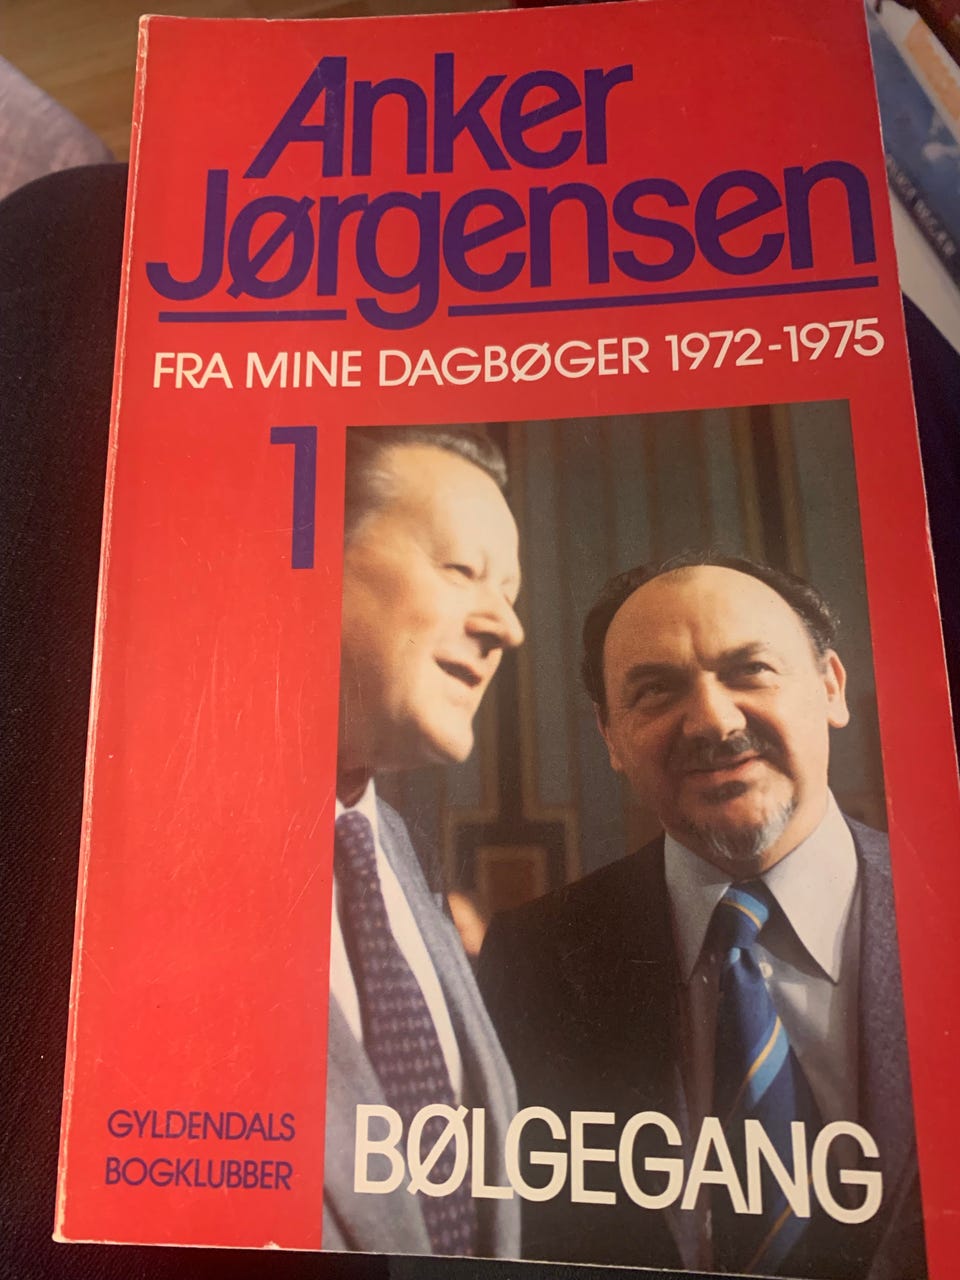 Anker
Jørgensen
FRA MINE DAGBØGER 1972-1975
1
GYLDENDALS
BOGKLUBBER
BØLGEGANG